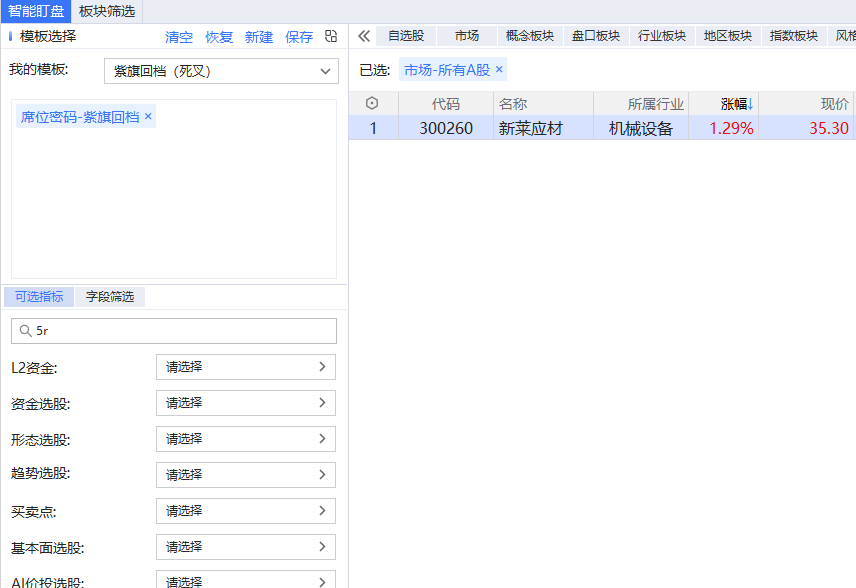 智能盯盘 板块筛选
模板选择 清空 恢复 新建 保存
我的模板: 紫旗回档（死叉）
席位密码-紫旗回档 ×
可选指标 字段筛选
5r
L2资金: 请选择
资金选股: 请选择
形态选股: 请选择
趋势选股: 请选择
买卖点: 请选择
基本面选股: 请选择
AI价投选股: 请选择
自选股 市场 概念板块 盘口板块 行业板块 地区板块 指数板块 风格
已选: 市场-所有A股 ×
代码 名称 所属行业 涨幅↓ 现价
1 300260 新莱应材 机械设备 1.29% 35.30